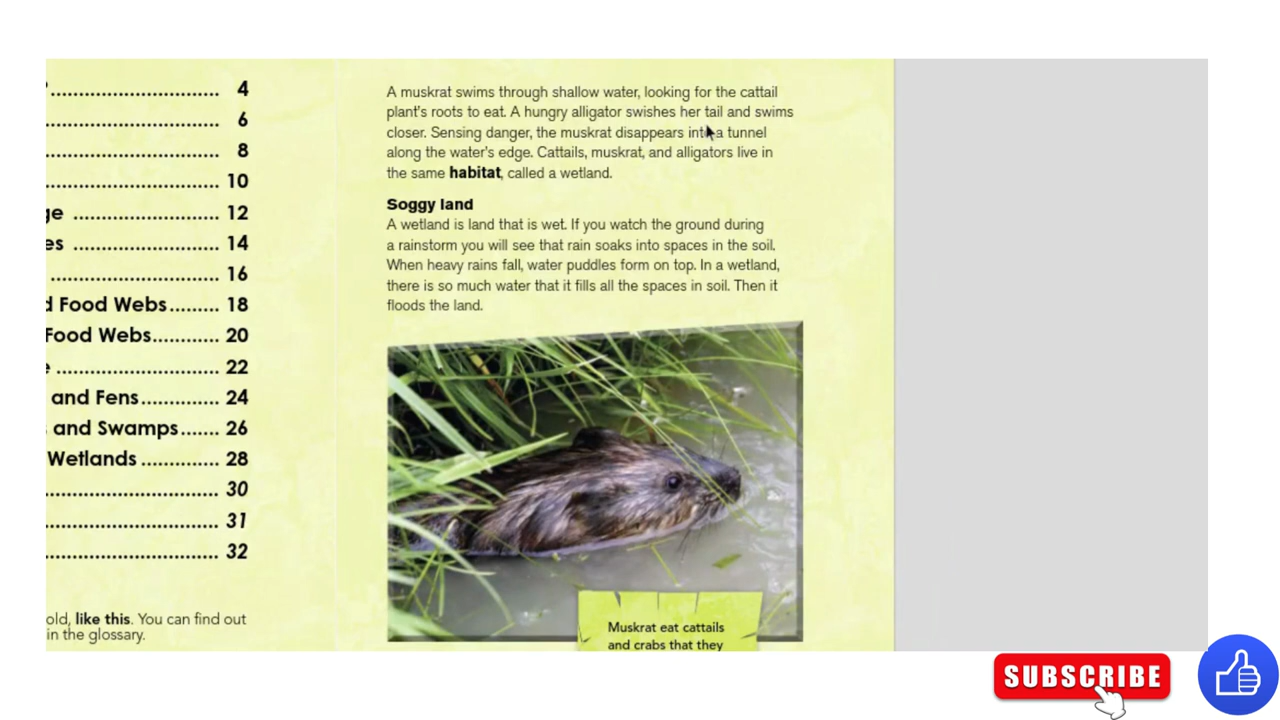 ............................... 4
............................... 6
............................... 8
............................... 10
ge ........................... 12
es ........................... 14
............................... 16
d Food Webs......... 18
Food Webs............ 20
e .............................. 22
and Fens.............. 24
and Swamps....... 26
Wetlands .............. 28
............................... 30
............................... 31
............................... 32
old, like this. You can find out
in the glossary.
A muskrat swims through shallow water, looking for the cattail
plant's roots to eat. A hungry alligator swishes her tail and swims
closer. Sensing danger, the muskrat disappears into a tunnel
along the water's edge. Cattails, muskrat, and alligators live in
the same habitat, called a wetland.
Soggy land
A wetland is land that is wet. If you watch the ground during
a rainstorm you will see that rain soaks into spaces in the soil.
When heavy rains fall, water puddles form on top. In a wetland,
there is so much water that it fills all the spaces in soil. Then it
floods the land.
Muskrat eat cattails
and crabs that they
SUBSCRIBE